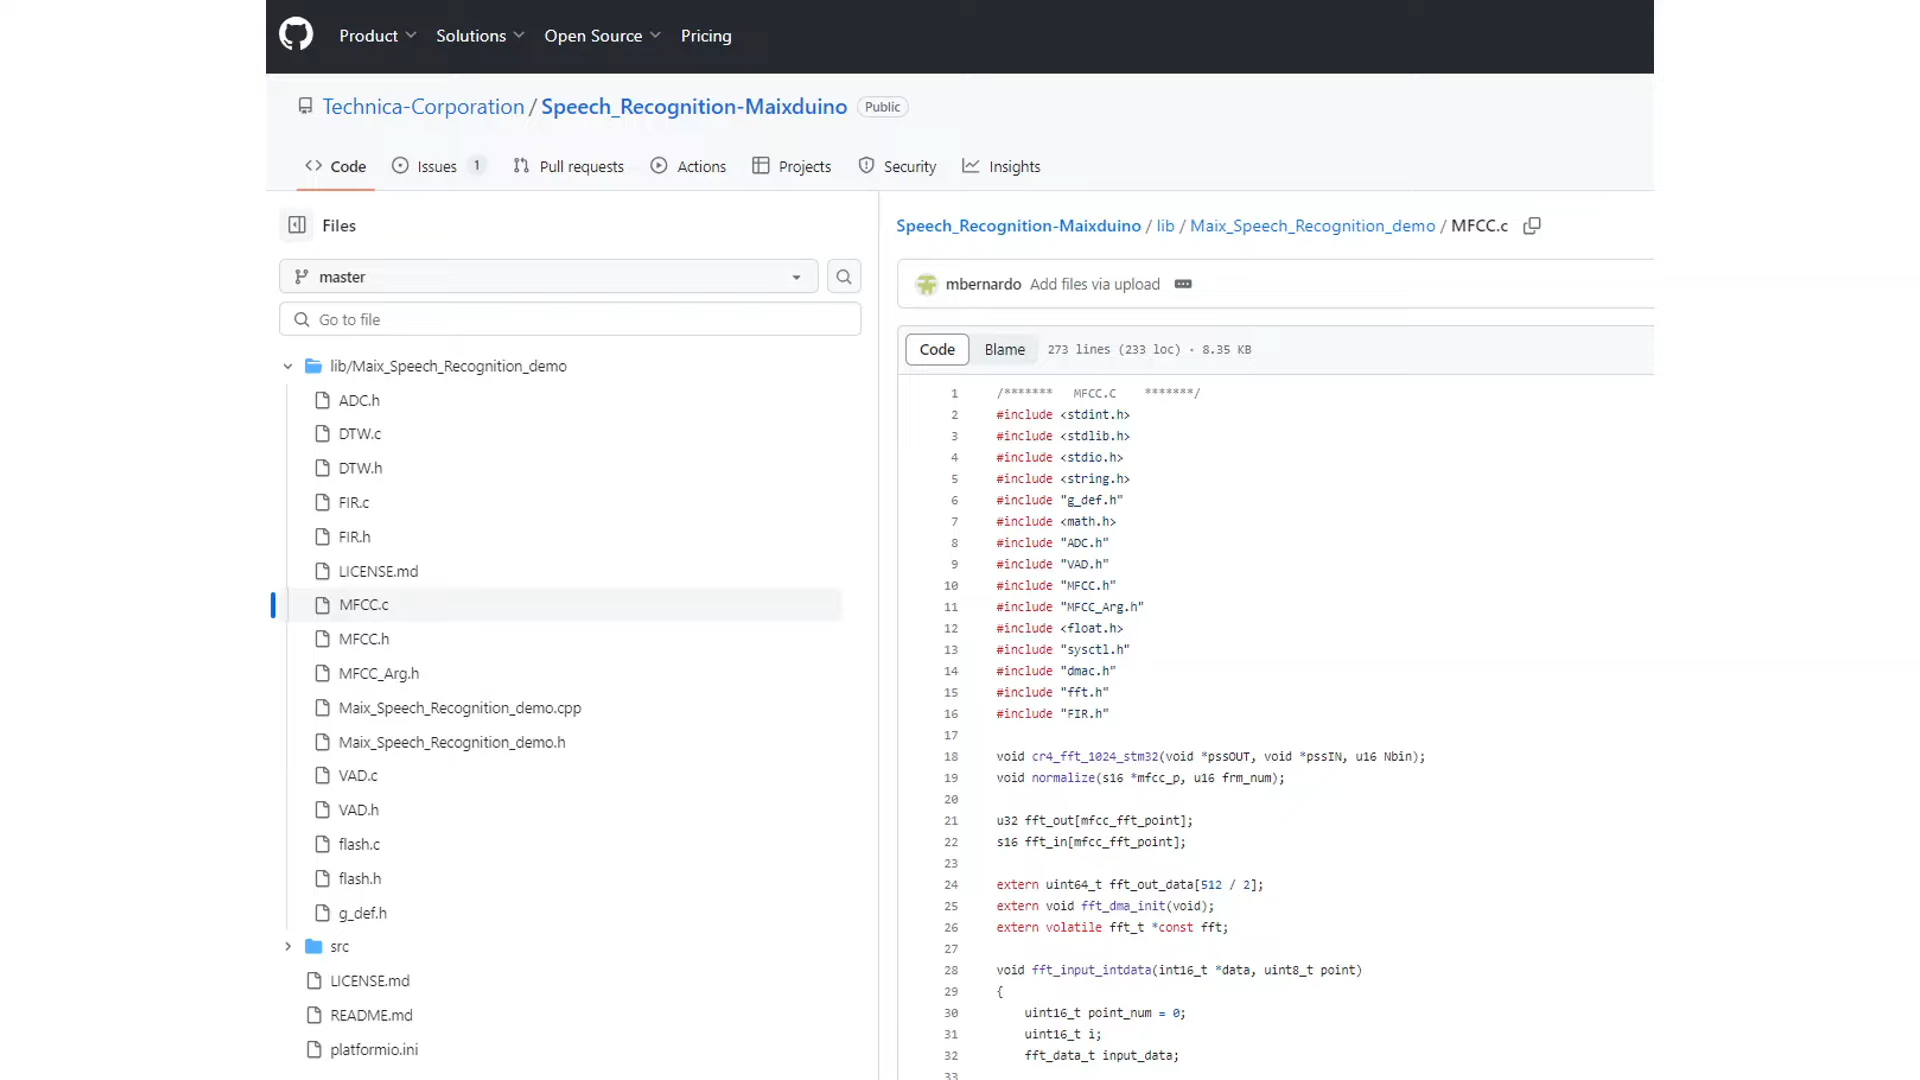 Product Solutions Open Source Pricing
Technica-Corporation / Speech_Recognition-Maixduino Public
Code Issues 1 Pull requests Actions Projects Security Insights
Files
master
Go to file
lib/Maix_Speech_Recognition_demo
ADC.h
DTW.c
DTW.h
FIR.c
FIR.h
LICENSE.md
MFCC.c
MFCC.h
MFCC_Arg.h
Maix_Speech_Recognition_demo.cpp
Maix_Speech_Recognition_demo.h
VAD.c
VAD.h
flash.c
flash.h
g_def.h
src
LICENSE.md
README.md
platformio.ini
Speech_Recognition-Maixduino / lib / Maix_Speech_Recognition_demo / MFCC.c
mbernardo Add files via upload
Code Blame 273 lines (233 loc) · 8.35 KB
1 /******* MFCC.C *******/
2 #include <stdint.h>
3 #include <stdlib.h>
4 #include <stdio.h>
5 #include <string.h>
6 #include "g_def.h"
7 #include <math.h>
8 #include "ADC.h"
9 #include "VAD.h"
10 #include "MFCC.h"
11 #include "MFCC_Arg.h"
12 #include <float.h>
13 #include "sysctl.h"
14 #include "dmac.h"
15 #include "fft.h"
16 #include "FIR.h"
17
18 void cr4_fft_1024_stm32(void *pssOUT, void *pssIN, u16 Nbin);
19 void normalize(s16 *mfcc_p, u16 frm_num);
20
21 u32 fft_out[mfcc_fft_point];
22 s16 fft_in[mfcc_fft_point];
23
24 extern uint64_t fft_out_data[512 / 2];
25 extern void fft_dma_init(void);
26 extern volatile fft_t *const fft;
27
28 void fft_input_intdata(int16_t *data, uint8_t point)
29 {
30 uint16_t point_num = 0;
31 uint16_t i;
32 fft_data_t input_data;
33